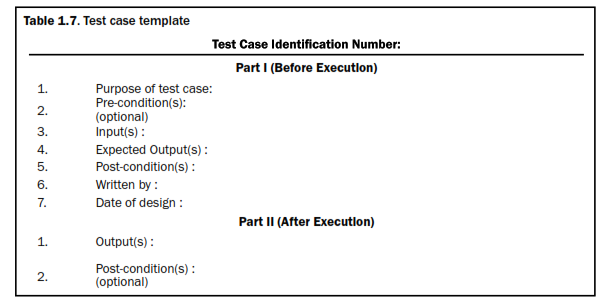 Table 1.7. Test case template
Test Case Identification Number:
Part I (Before Execution)
1. Purpose of test case:
2. Pre-condition(s):
(optional)
3. Input(s) :
4. Expected Output(s) :
5. Post-condition(s) :
6. Written by :
7. Date of design :
Part II (After Execution)
1. Output(s) :
2. Post-condition(s) :
(optional)